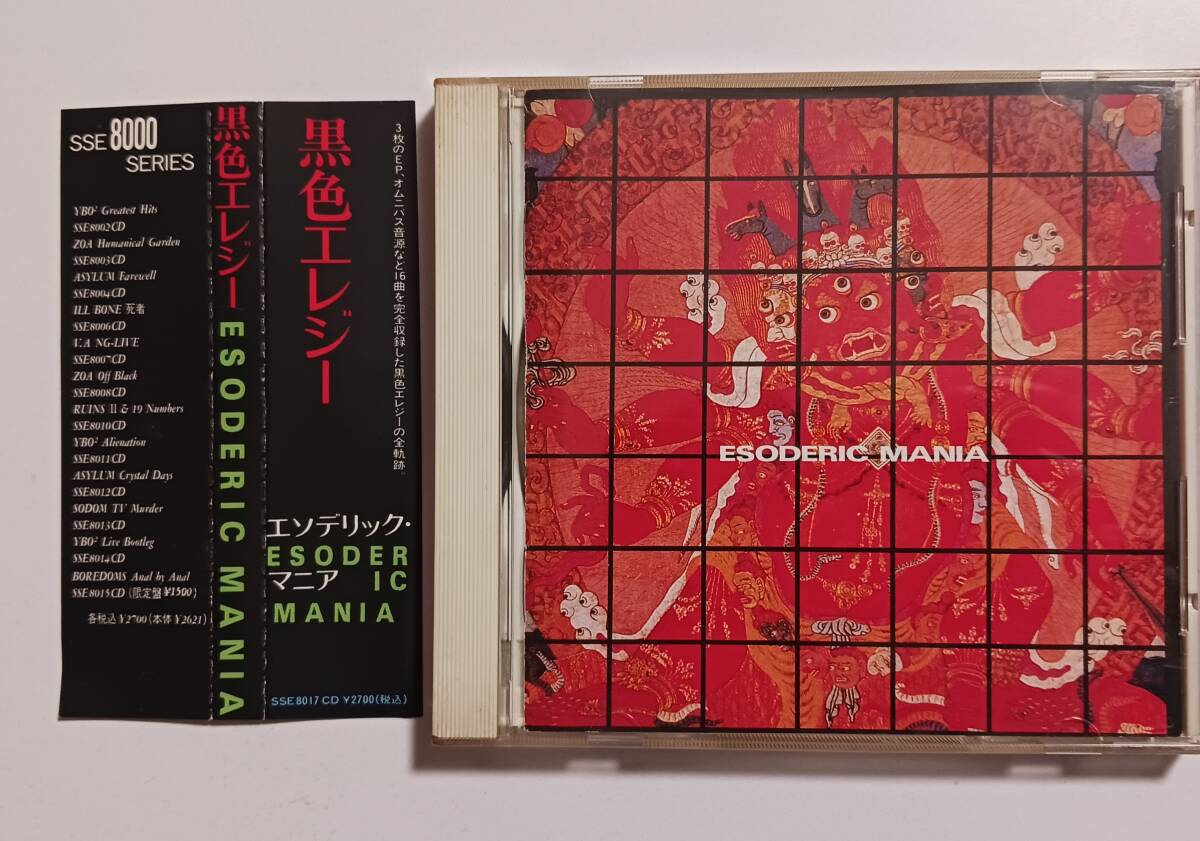 SSE 8000
SERIES
YBO² Greatest Hits
SSE8002CD
ZOA Humanical Garden
SSE8003CD
ASYLUM Farewell
SSE8004CD
ILL BONE 死者
SSE8006CD
V.A NG-LIVE
SSE8007CD
ZOA Off Black
SSE8008CD
RUINS II & 19 Numbers
SSE8010CD
YBO² Alienation
SSE8011CD
ASYLUM Crystal Days
SSE8012CD
SODOM TV Murder
SSE8013CD
YBO² Live Bootleg
SSE8014CD
BOREDOMS Anal by Anal
SSE8015CD (限定盤¥1500)
各税込¥2700(本体¥2621)
黒色エレジー ESODERIC MANIA
3枚のEP、オムニバス音源など16曲を完全収録した黒色エレジーの全軌跡。
黒色エレジー
エソデリック・
ESODER
マニア IC
MANIA
SSE8017 CD ¥2700(税込)
ESODERIC MANIA